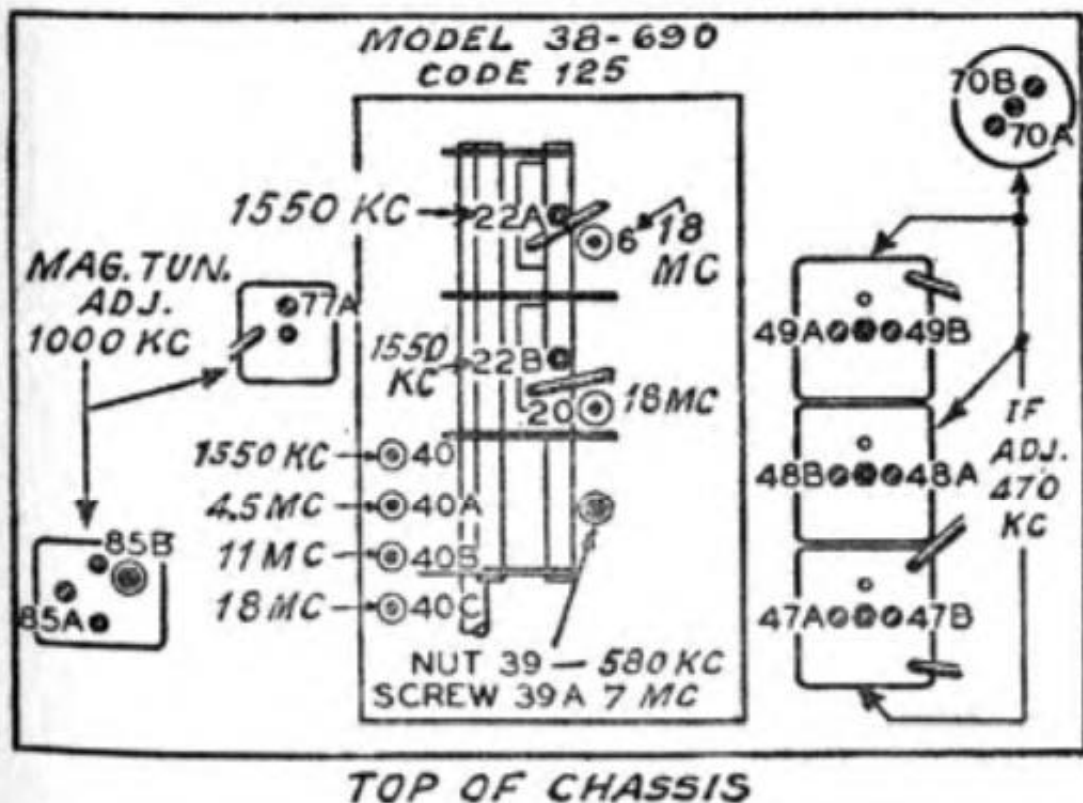 MODEL 38-690
CODE 125
70B
70A
1550 KC
22A
6
18
MC
MAG. TUN.
ADJ.
1000 KC
77A
49A
49B
1550
KC
22B
20
18 MC
IF
ADJ.
470
KC
1550 KC
40
4.5 MC
40A
48B
48A
11 MC
40B
85B
85A
18 MC
40C
47A
47B
NUT 39 — 580 KC
SCREW 39A 7 MC
TOP OF CHASSIS